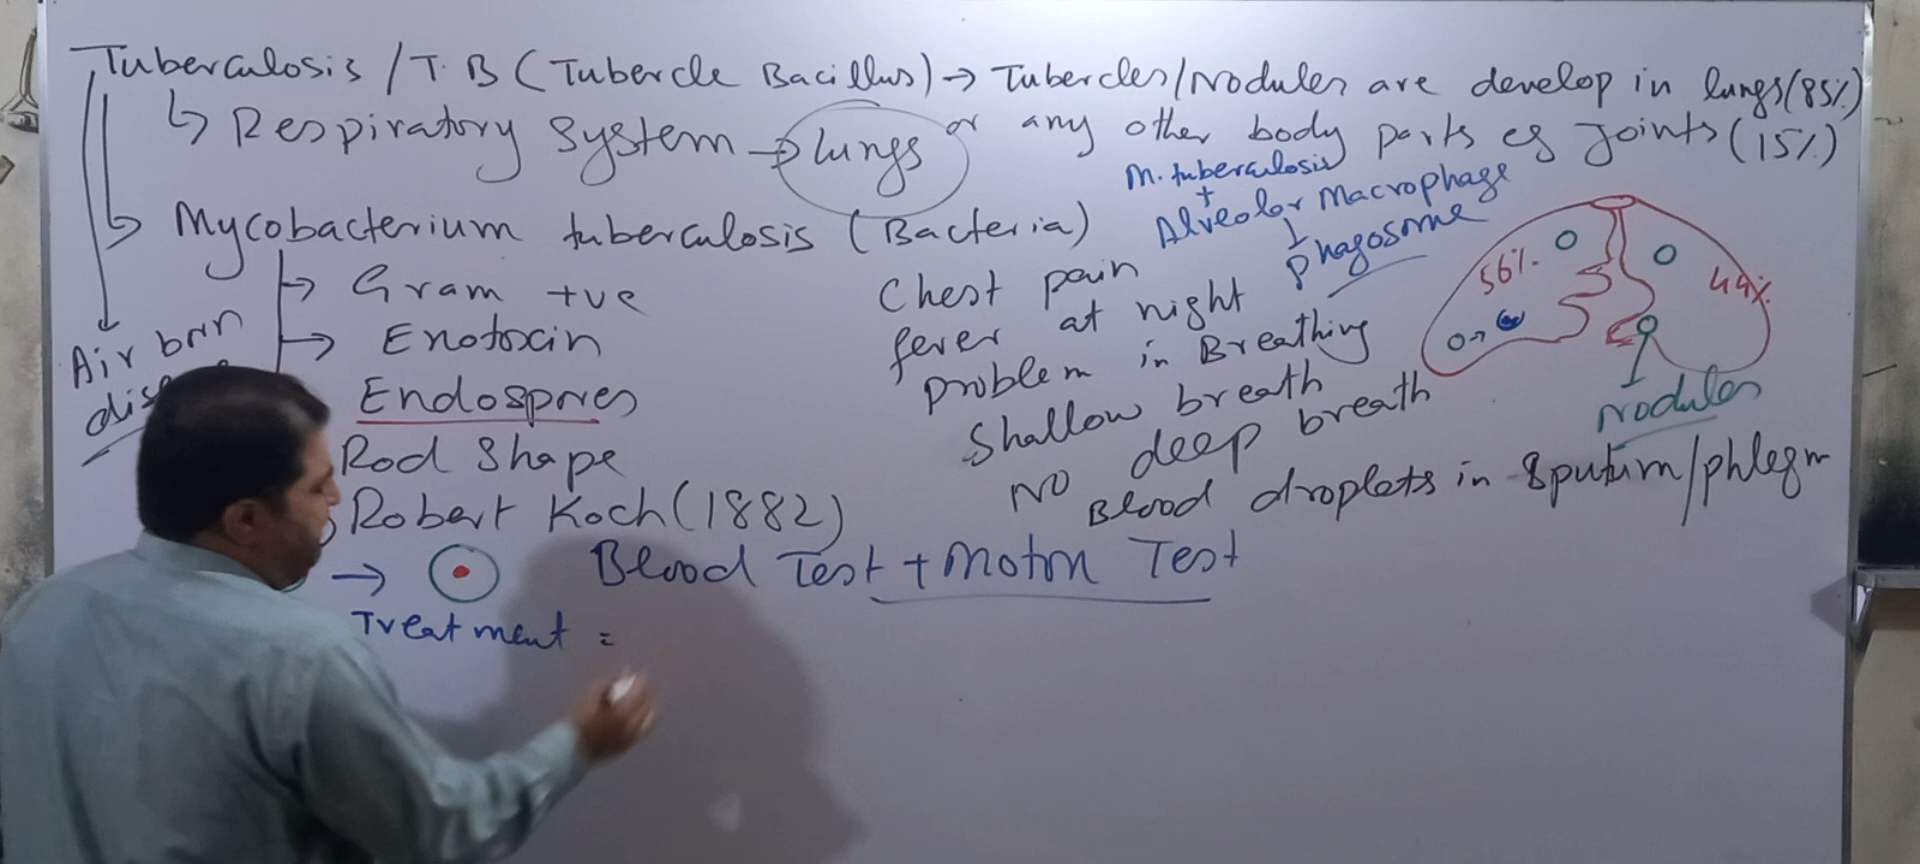 Tuberculosis / T.B (Tubercle Bacillus) → Tubercles/Nodules are develop in lungs (85%)
↳ Respiratory System → lungs or any other body parts eg Joints (15%)
↳ Mycobacterium tuberculosis (Bacteria)
→ Gram +ve
→ Exotoxin
Endospores
Rod Shape
Robert Koch (1882)
→
Treatment =
Air born
dis
M. tuberculosis
+
Alveolar Macrophage
↓
Phagosome
Chest pain
fever at night
Problem in Breathing
Shallow breath
NO deep breath
Blood droplets in Sputum/phlegm
Blood Test +
Test
56%
44%
Nodules